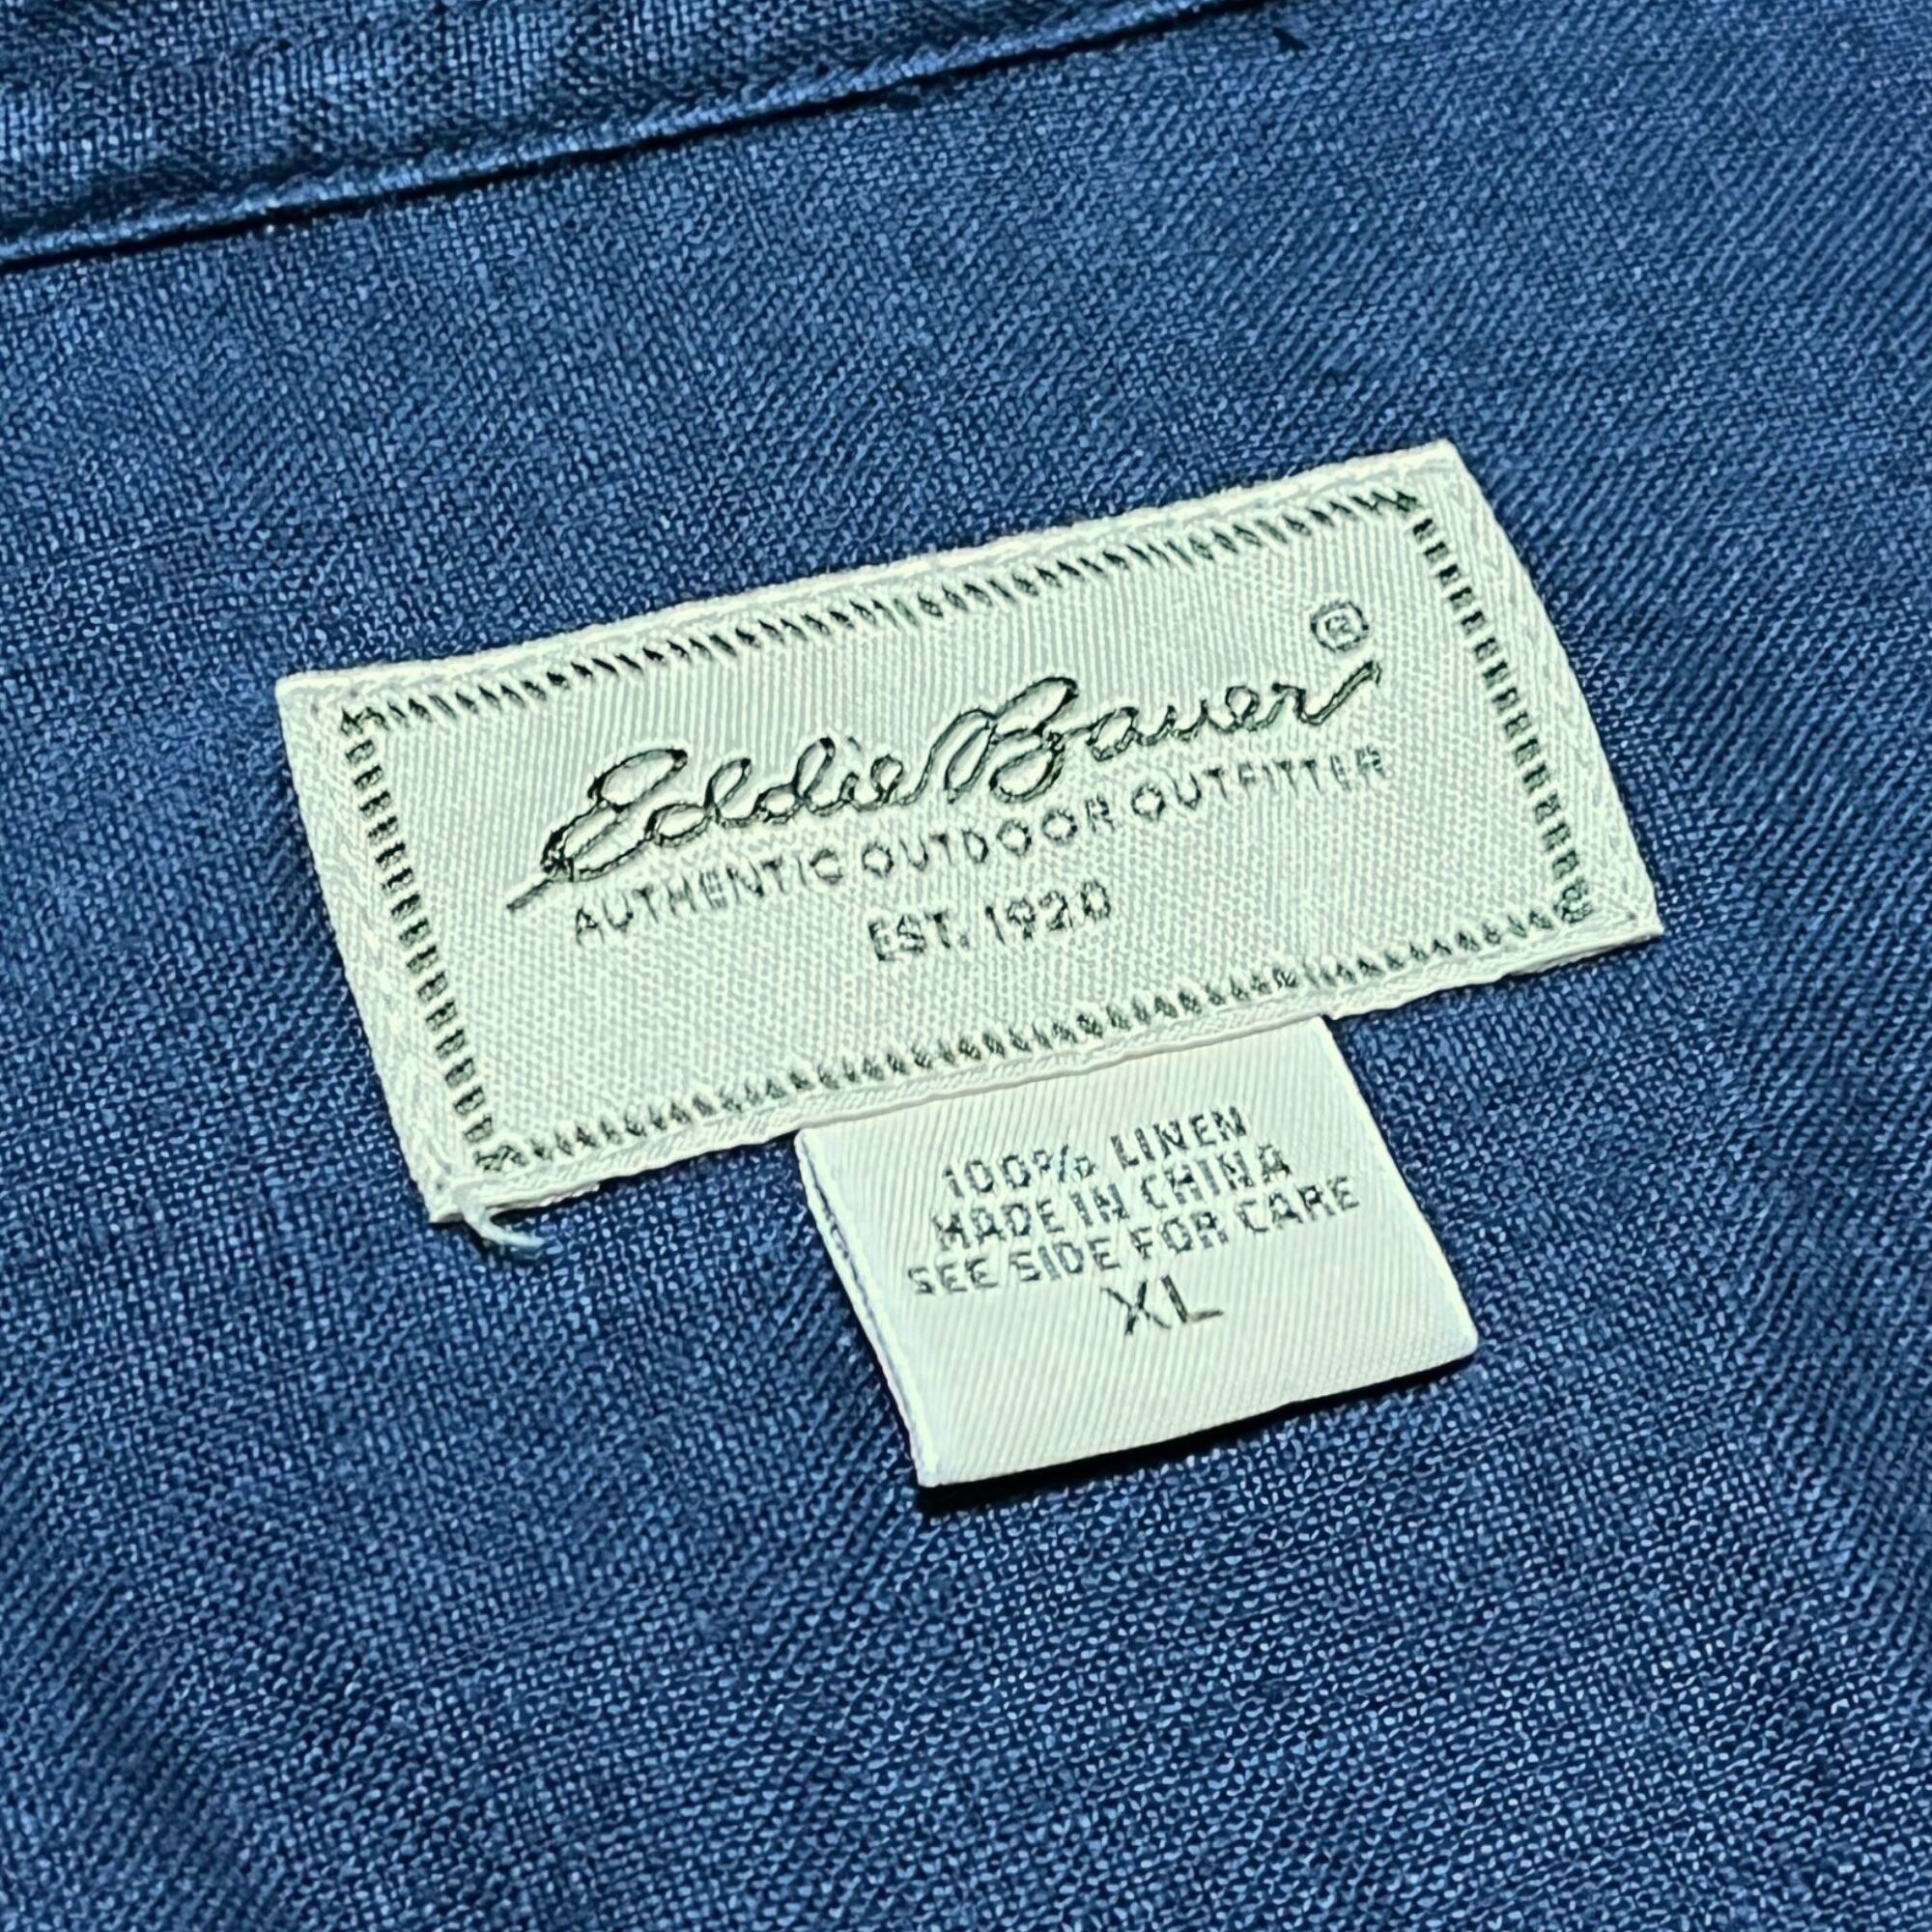 Eddie Bauer®
AUTHENTIC OUTDOOR OUTFITTER
EST. 1920
100% LINEN
MADE IN CHINA
SEE SIDE FOR CARE
XL